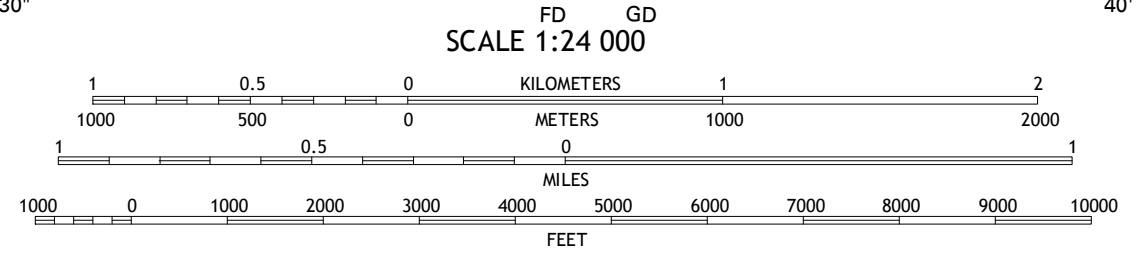 30" FD GD 40'
SCALE 1:24 000
1 0.5 0 KILOMETERS 1 2
1000 500 0 METERS 1000 2000
1 0.5 0 1
MILES
1000 0 1000 2000 3000 4000 5000 6000 7000 8000 9000 10000
FEET